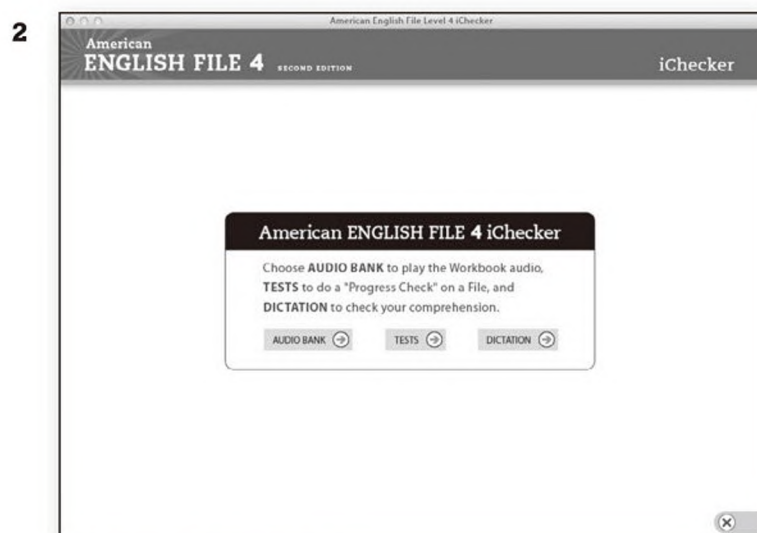 2
American English File Level 4 iChecker
American
ENGLISH FILE 4 SECOND EDITION
iChecker
American ENGLISH FILE 4 iChecker
Choose AUDIO BANK to play the Workbook audio,
TESTS to do a "Progress Check" on a File, and
DICTATION to check your comprehension.
AUDIO BANK
TESTS
DICTATION